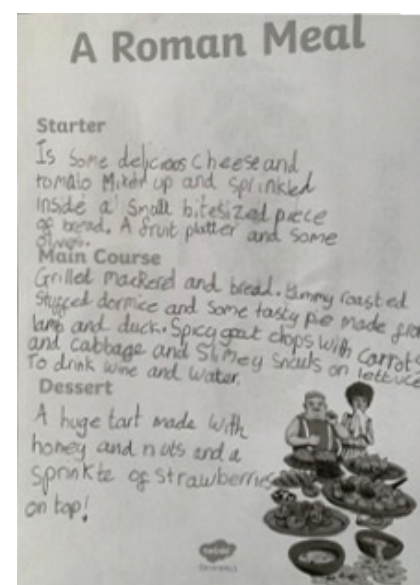 A Roman Meal
Starter
Is some delicious cheese and
tomato mixed up and sprinkled
inside a small bitesized piece
of bread. A fruit platter and some
olives.
Main Course
Grilled mackerel and bread. Yummy roasted
stuffed dormice and some tasty pie made from
lamb and duck. Spicy goat chops with carrots
and cabbage and slimey snails on lettuce
To drink wine and water.
Dessert
A huge tart made with
honey and nuts and a
sprinkle of strawberries
on top!
twinkl